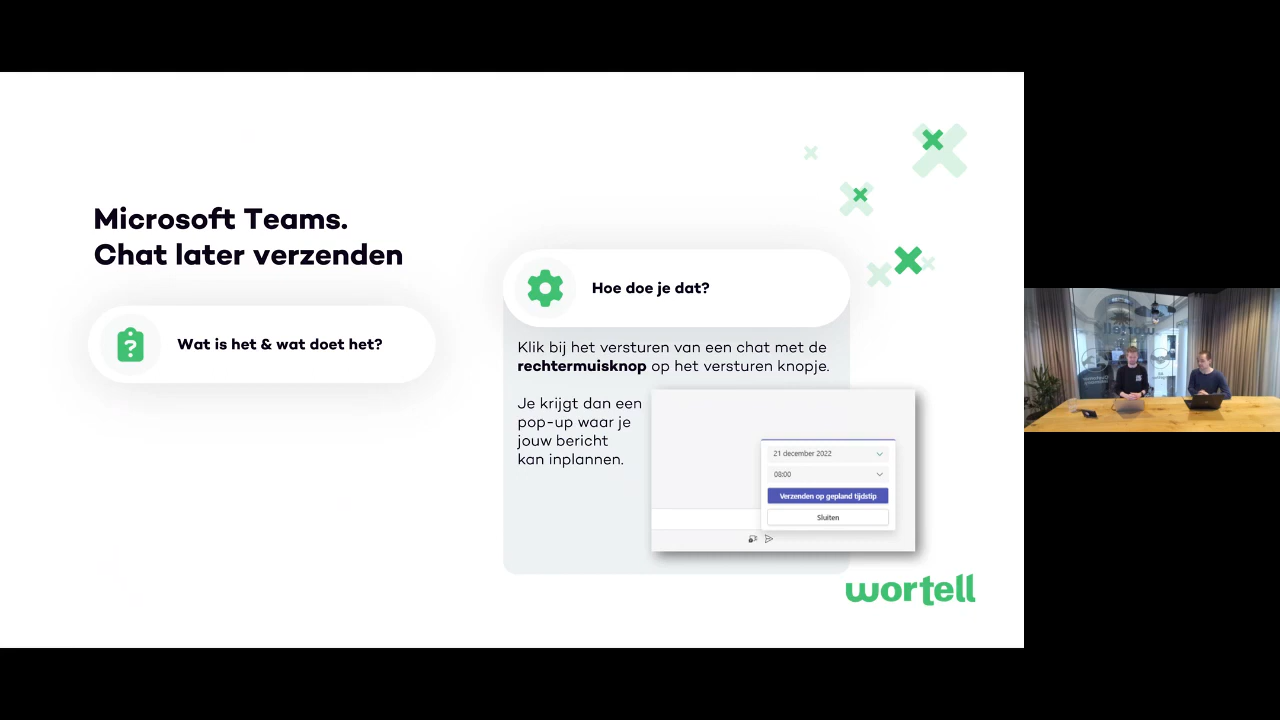 Microsoft Teams.
Chat later verzenden
Wat is het & wat doet het?
Hoe doe je dat?
Klik bij het versturen van een chat met de
rechtermuisknop op het versturen knopje.
Je krijgt dan een
pop-up waar je
jouw bericht
kan inplannen.
21 december 2022
08:00
Verzenden op gepland tijdstip
Sluiten
wortell